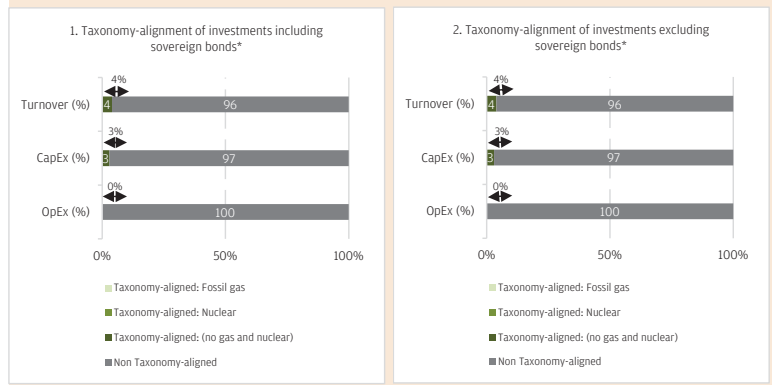 1. Taxonomy-alignment of investments including
sovereign bonds*
4%
Turnover (%)
4
96
3%
CapEx (%)
3
97
0%
OpEx (%)
100
0%
50%
100%
Taxonomy-aligned: Fossil gas
Taxonomy-aligned: Nuclear
Taxonomy-aligned: (no gas and nuclear)
Non Taxonomy-aligned
2. Taxonomy-alignment of investments excluding
sovereign bonds*
4%
Turnover (%)
4
96
3%
CapEx (%)
3
97
0%
OpEx (%)
100
0%
50%
100%
Taxonomy-aligned: Fossil gas
Taxonomy-aligned: Nuclear
Taxonomy-aligned: (no gas and nuclear)
Non Taxonomy-aligned